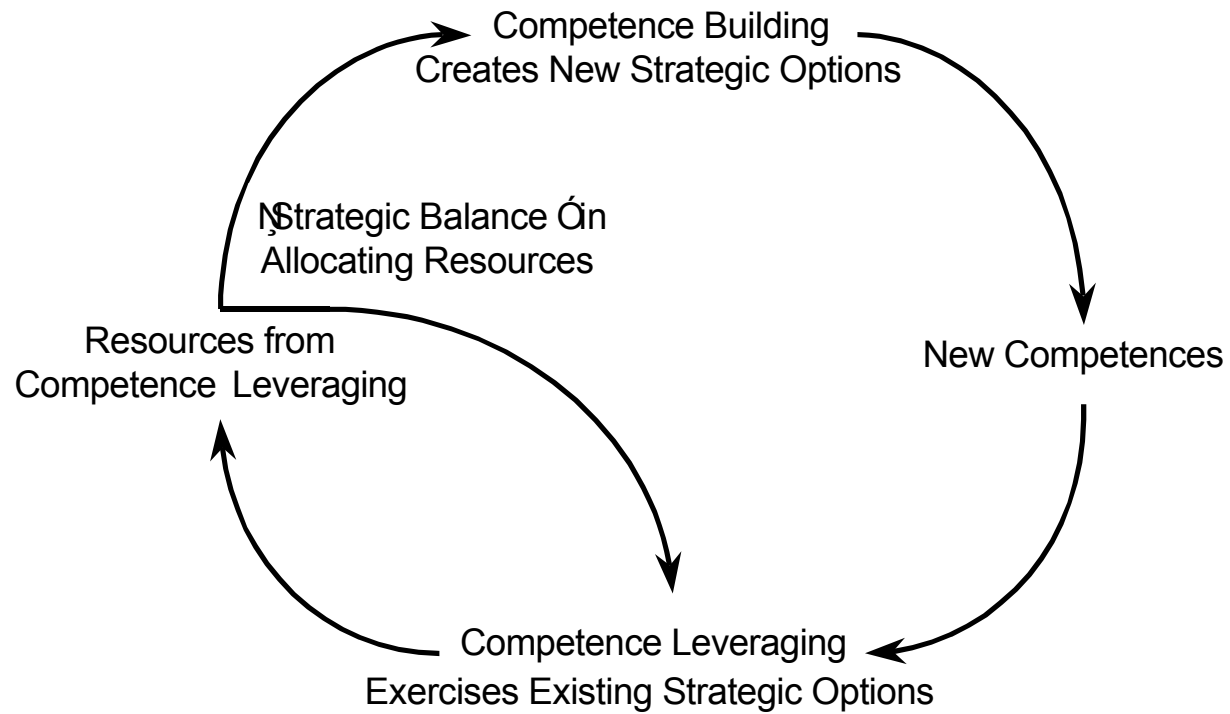 Competence Building
Creates New Strategic Options
Strategic Balance Óin
Allocating Resources
Resources from
Competence Leveraging
New Competences
Competence Leveraging
Exercises Existing Strategic Options